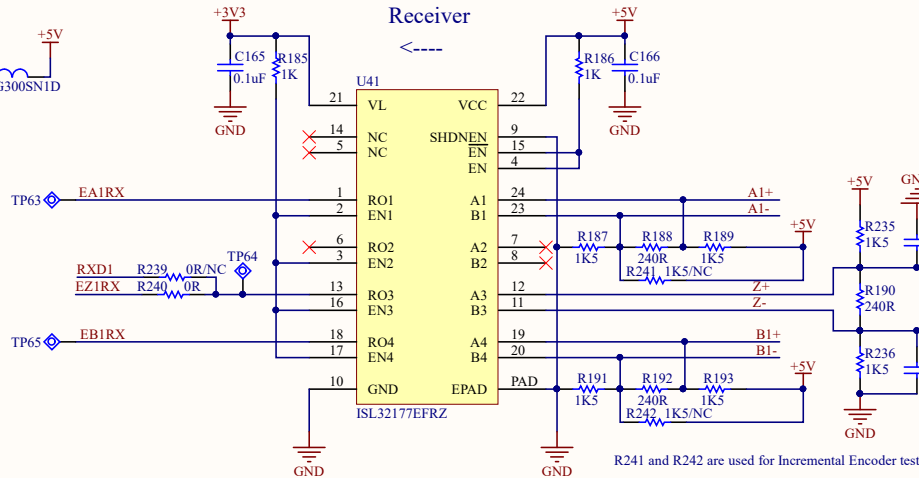 Receiver
<----
+5V
G300SN1D
+3V3
C165
0.1uF
R185
1K
GND
+5V
R186
1K
C166
0.1uF
GND
U41
21 VL VCC 22
14 NC SHDNEN 9
5 NC EN 15
EN 4
TP63 EA1RX 1 RO1 A1 24 A1+
2 EN1 B1 23 A1-
6 RO2 A2 7
3 EN2 B2 8
R187
1K5
R188
240R
R189
1K5
+5V
R241 1K5/NC
RXD1 R239 0R/NC TP64
EZ1RX R240 0R 13 RO3 A3 12 Z+
16 EN3 B3 11 Z-
TP65 EB1RX 18 RO4 A4 19 B1+
17 EN4 B4 20 B1-
10 GND EPAD PAD
ISL32177EFRZ
R191
1K5
R192
240R
R193
1K5
+5V
R242 1K5/NC
GND
GND
+5V
GN
R235
1K5
R190
240R
R236
1K5
GND
R241 and R242 are used for Incremental Encoder test